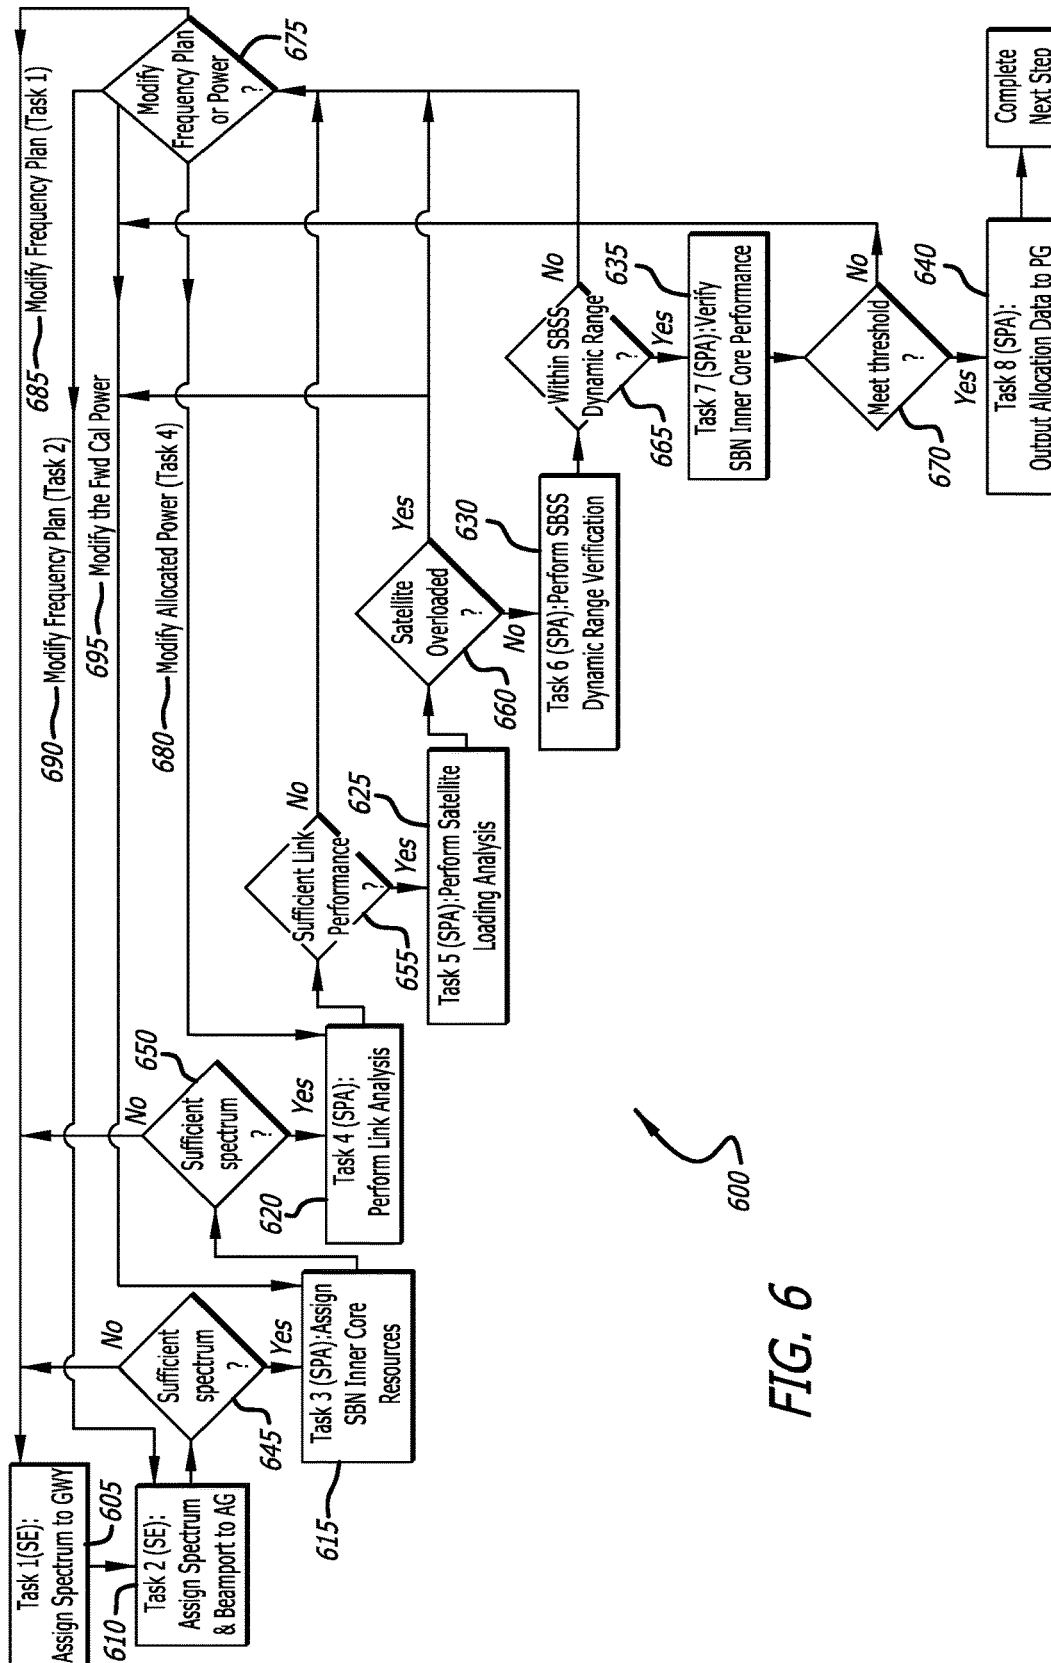 Task 1(SE):
Assign Spectrum to GWY
605
610
Task 2 (SE):
Assign Spectrum
& Beamport to AG
Sufficient
spectrum
?
645
No
Yes
615
Task 3 (SPA):Assign
SBN Inner Core
Resources
Sufficient
spectrum
?
650
No
Yes
620
Task 4 (SPA):
Perform Link Analysis
Sufficient Link
Performance
?
655
No
Yes
625
Task 5 (SPA):Perform Satellite
Loading Analysis
Satellite
Overloaded
?
660
Yes
No
630
Task 6 (SPA):Perform SBSS
Dynamic Range Verification
Within SBSS
Dynamic Range
?
665
No
Yes
635
Task 7 (SPA):Verify
SBN Inner Core Performance
Meet threshold
?
670
No
Yes
640
Task 8 (SPA):
Output Allocation Data to PG
Complete
Next Step
Modify
Frequency Plan
or Power
?
675
685 Modify Frequency Plan (Task 1)
690 Modify Frequency Plan (Task 2)
695 Modify the Fwd Cal Power
680 Modify Allocated Power (Task 4)
600
FIG. 6